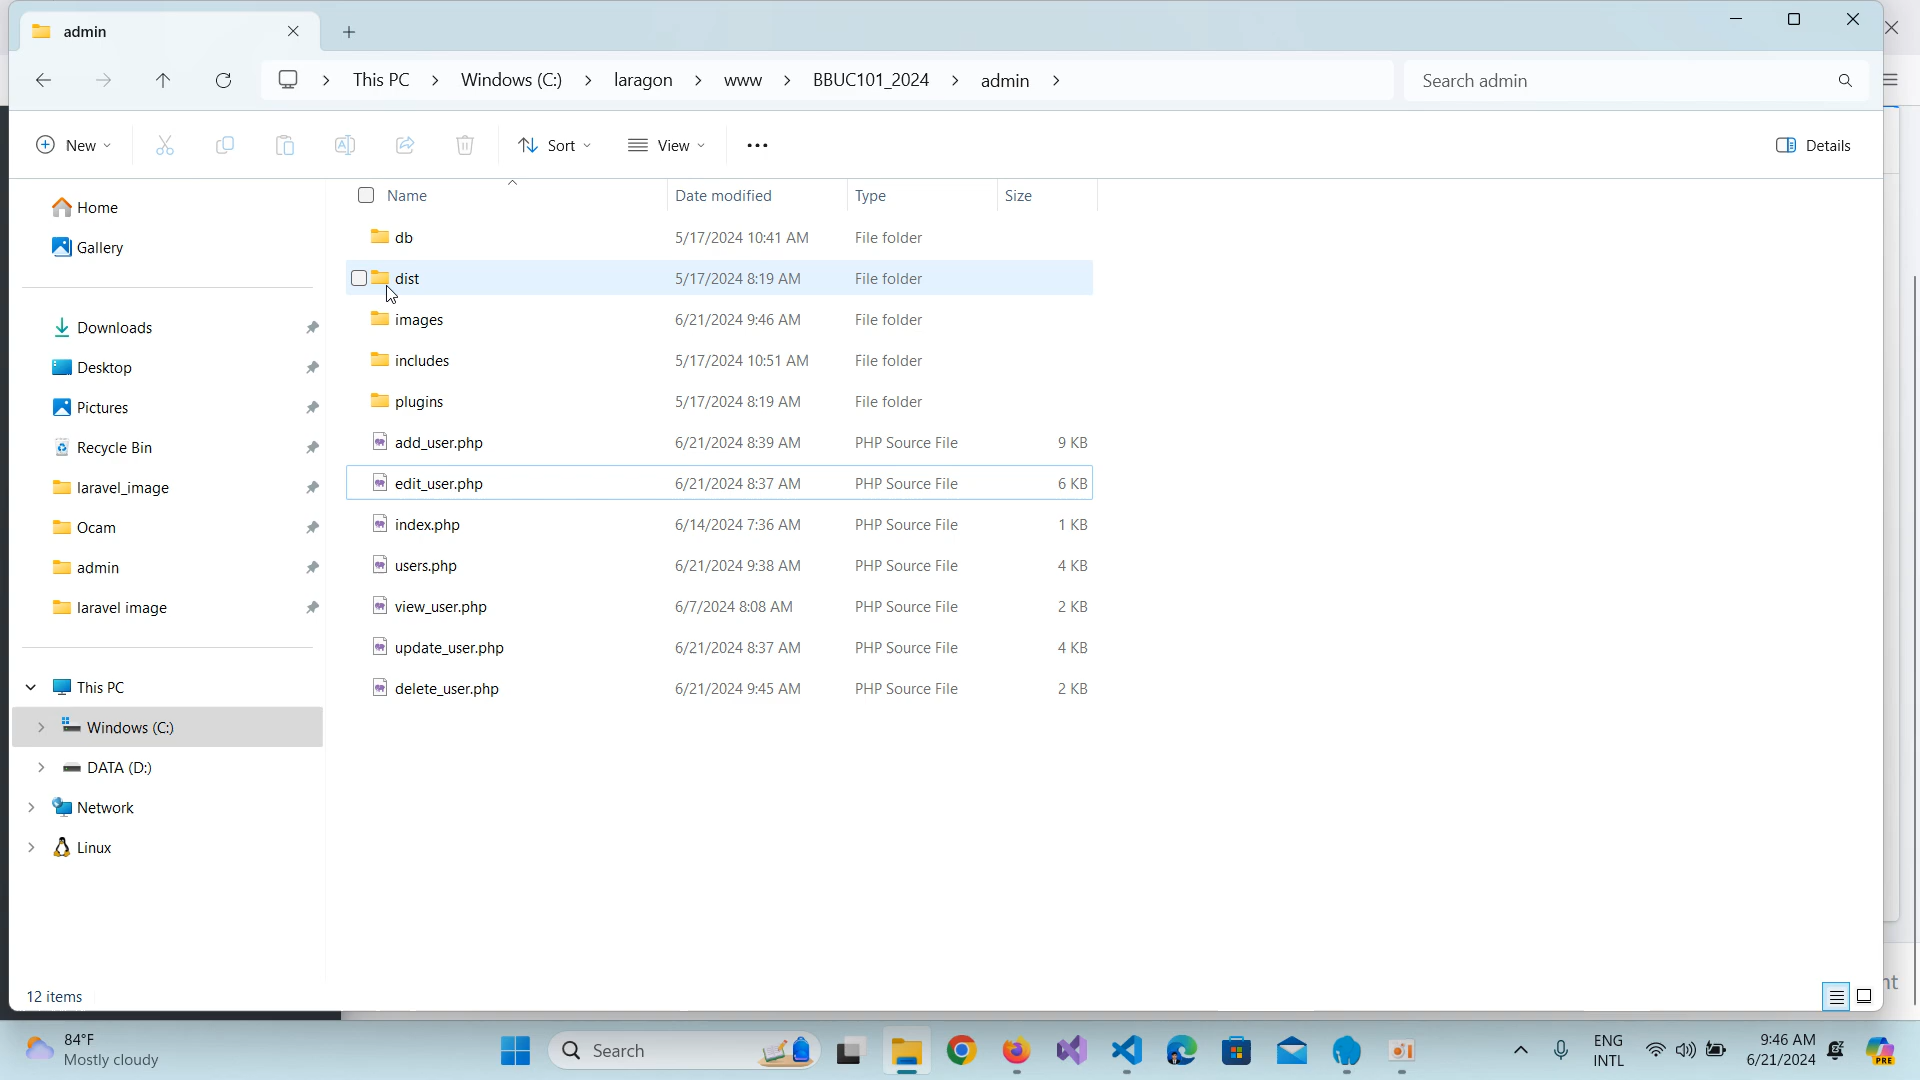 admin
This PC > Windows (C:) > laragon > www > BBUC101_2024 > admin >
Search admin
New
Sort
View
Details
Name
Date modified
Type
Size
Home
Gallery
Downloads
Desktop
Pictures
Recycle Bin
laravel_image
Ocam
admin
laravel image
This PC
Windows (C:)
DATA (D:)
Network
Linux
db 5/17/2024 10:41 AM File folder
dist 5/17/2024 8:19 AM File folder
images 6/21/2024 9:46 AM File folder
includes 5/17/2024 10:51 AM File folder
plugins 5/17/2024 8:19 AM File folder
add_user.php 6/21/2024 8:39 AM PHP Source File 9 KB
edit_user.php 6/21/2024 8:37 AM PHP Source File 6 KB
index.php 6/14/2024 7:36 AM PHP Source File 1 KB
users.php 6/21/2024 9:38 AM PHP Source File 4 KB
view_user.php 6/7/2024 8:08 AM PHP Source File 2 KB
update_user.php 6/21/2024 8:37 AM PHP Source File 4 KB
delete_user.php 6/21/2024 9:45 AM PHP Source File 2 KB
12 items
84°F
Mostly cloudy
Search
ENG
INTL
9:46 AM
6/21/2024
PRE